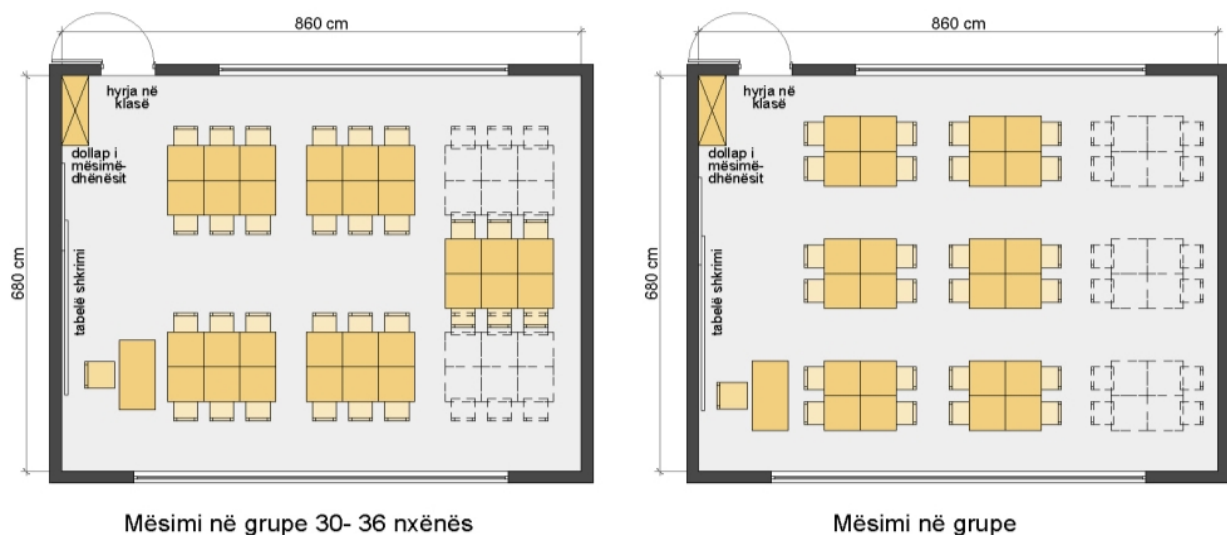 860 cm
hyrja në
klasë
dollap i
mësimë-
dhënësit
680 cm
tabelë shkrimi
Mësimi në grupe 30- 36 nxënës
860 cm
hyrja në
klasë
dollap i
mësimë-
dhënësit
680 cm
tabelë shkrimi
Mësimi në grupe